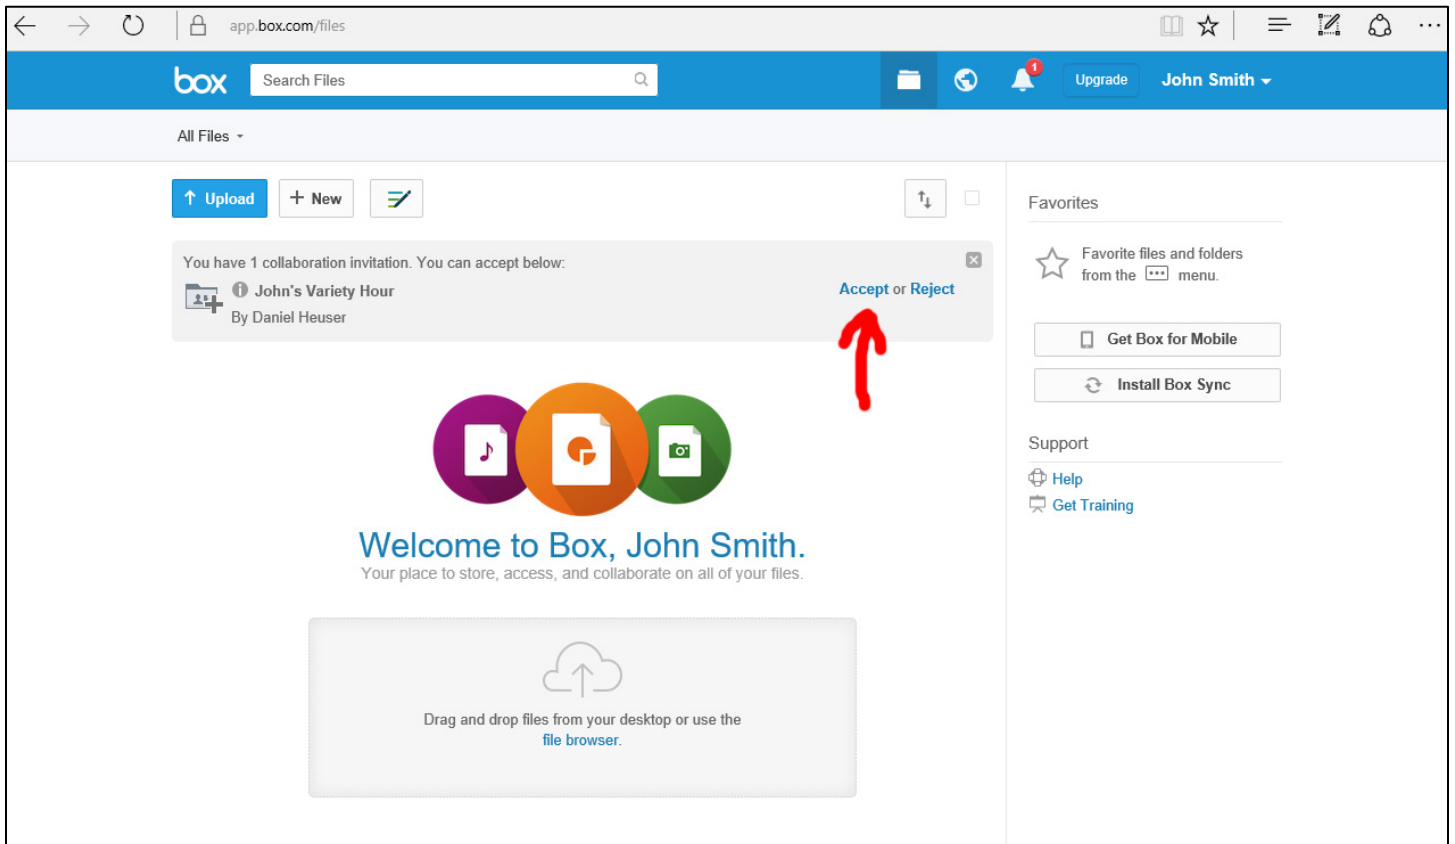 app.box.com/files
box
Search Files
1
Upgrade
John Smith
All Files
Upload
New
You have 1 collaboration invitation. You can accept below:
John's Variety Hour
Accept or Reject
By Daniel Heuser
Welcome to Box, John Smith.
Your place to store, access, and collaborate on all of your files.
Drag and drop files from your desktop or use the
file browser.
Favorites
Favorite files and folders
from the ••• menu.
Get Box for Mobile
Install Box Sync
Support
Help
Get Training